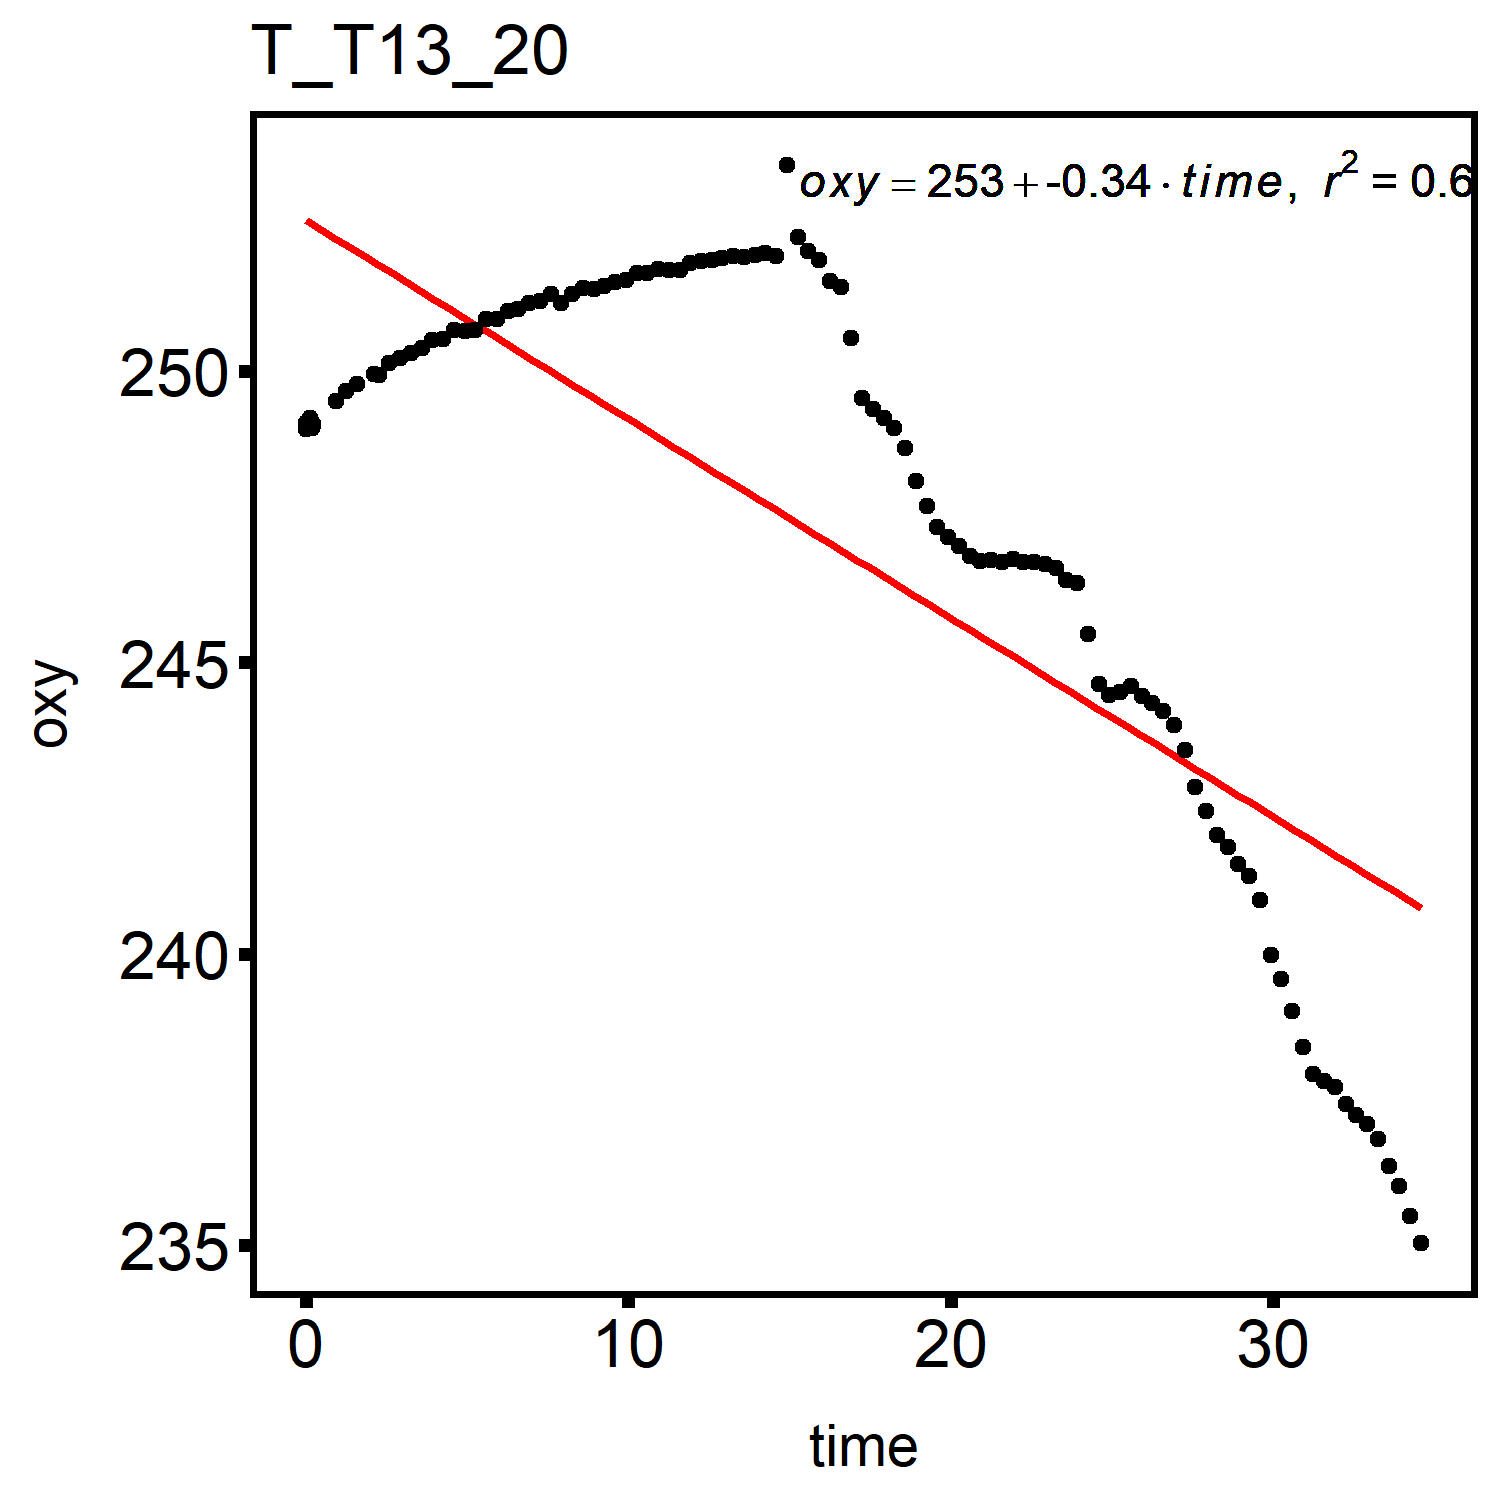 T_T13_20
oxy = 253 + -0.34 · time, r² = 0.6
250
245
240
235
oxy
0 10 20 30
time